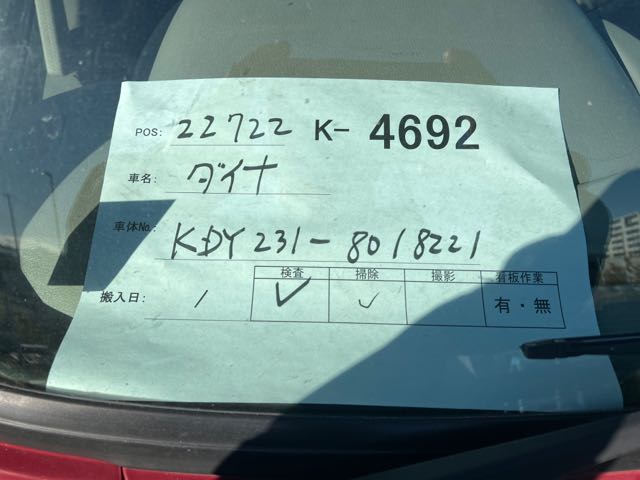 POS: 22722 K- 4692
車名: ダイナ
車体No. KDY231-8018221
検査 掃除 撮影 看板作業
搬入日: / ✓ ✓ 有・無